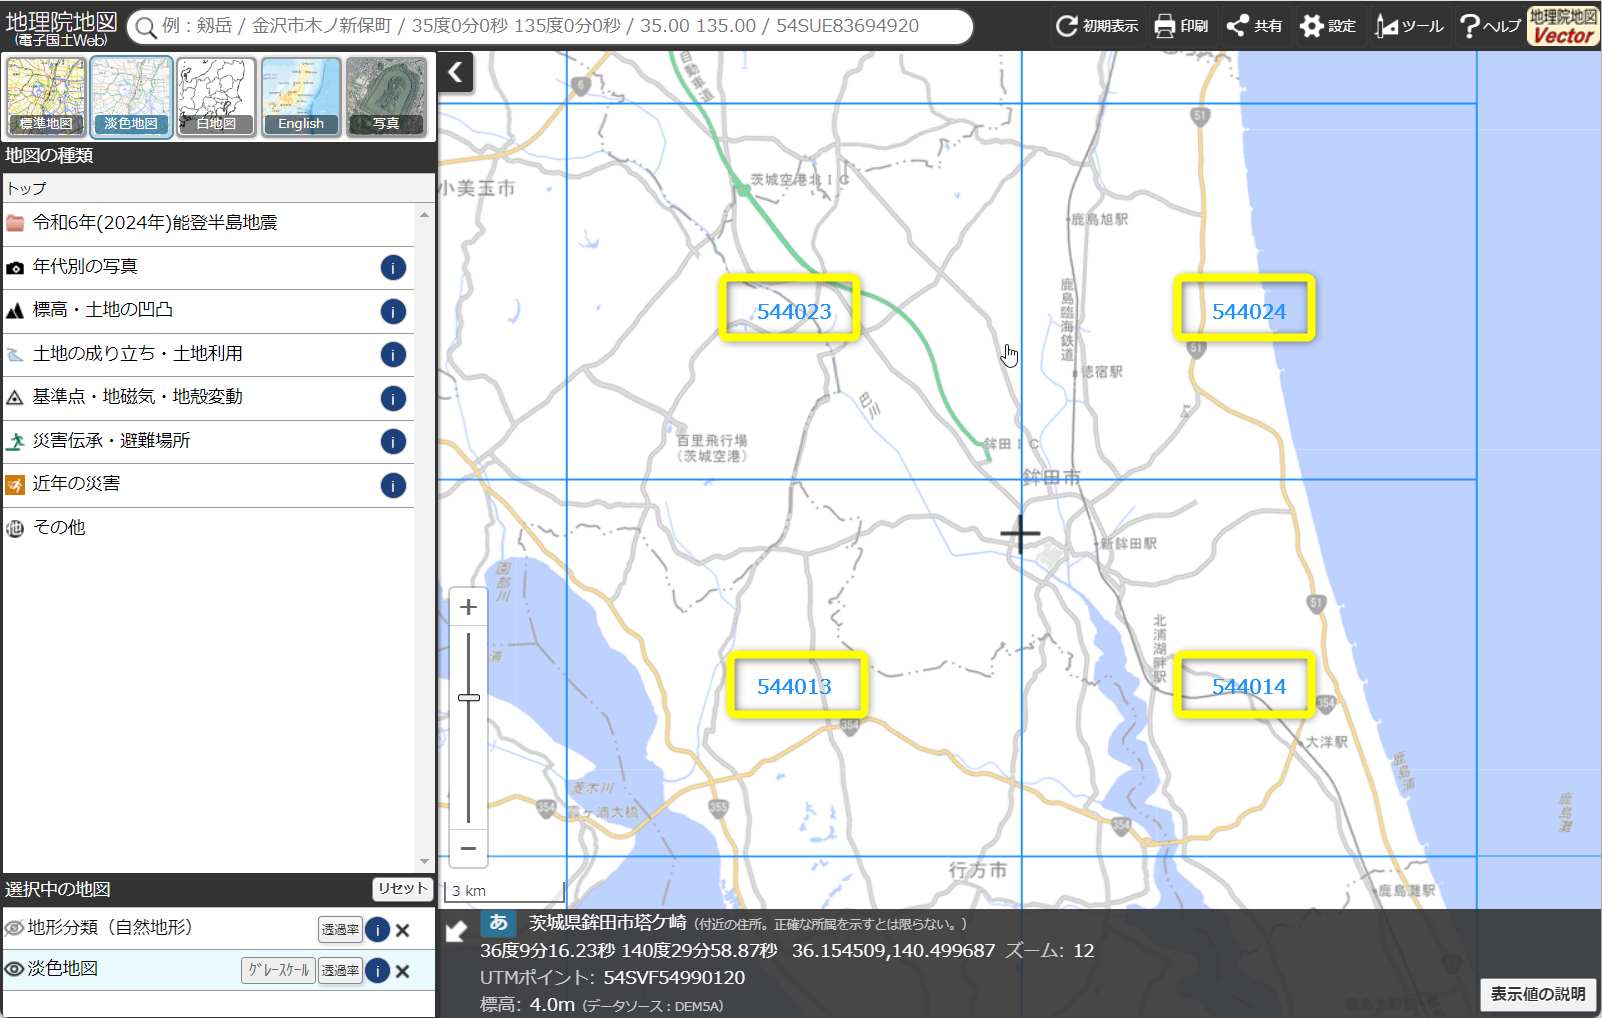 地理院地図
(電子国土Web)
例：剱岳 / 金沢市木ノ新保町 / 35度0分0秒 135度0分0秒 / 35.00 135.00 / 54SUE83694920
初期表示
印刷
共有
設定
ツール
ヘルプ
地理院地図
Vector
標準地図
淡色地図
白地図
English
写真
地図の種類
トップ
令和6年(2024年)能登半島地震
年代別の写真
i
標高・土地の凹凸
i
土地の成り立ち・土地利用
i
基準点・地磁気・地殻変動
i
災害伝承・避難場所
i
近年の災害
i
他
その他
選択中の地図
リセット
地形分類（自然地形）
透過率
i
淡色地図
グレースケール
透過率
i
6
51
小美玉市
茨城空港北ＩＣ
鹿島旭駅
544023
544024
鹿島臨海鉄道
51
徳宿駅
巴川
百里飛行場
（茨城空港）
鉾田ＩＣ
鉾田市
新鉾田駅
園部川
51
北浦湖畔駅
544013
544014
354
354
大洋駅
菱木川
354
霞ヶ浦大橋
355
354
鹿島浦
鹿島灘
行方市
鹿島灘駅
3 km
あ
茨城県鉾田市塔ケ崎（付近の住所。正確な所属を示すとは限らない。）
36度9分16.23秒 140度29分58.87秒 36.154509,140.499687 ズーム: 12
UTMポイント: 54SVF54990120
標高: 4.0m（データソース：DEM5A）
表示値の説明